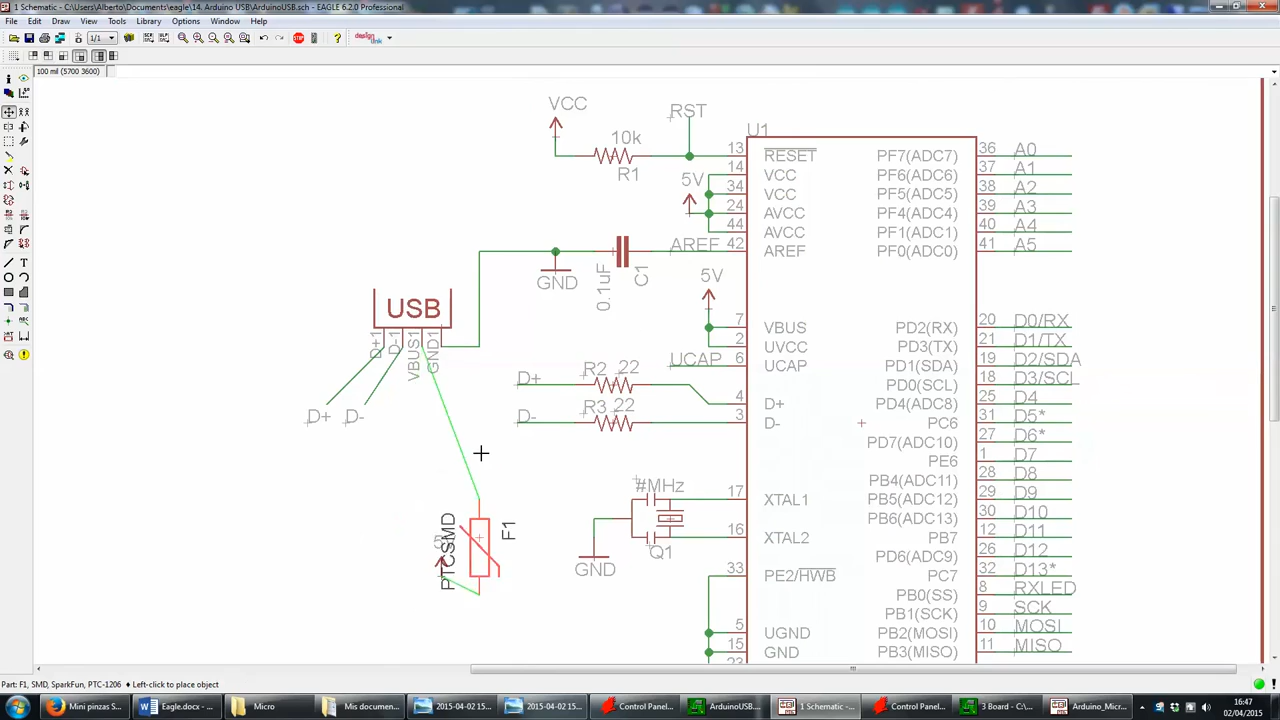 1 Schematic - C:\Users\Alberto\Documents\eagle\14. Arduino USB\ArduinoUSB.sch - EAGLE 6.2.0 Professional
File Edit Draw View Tools Library Options Window Help
1/1
design link
100 mil (5700 3600)
VCC
10k
R1
RST
5V
AREF
GND
0.1uF
C1
5V
USB
D+1
D-1
VBUS1
GND1
D+
D-
UCAP
D+
R2
22
D-
R3
22
#MHz
Q1
GND
PTCSMD
F1
U1
13 RESET PF7(ADC7) 36 A0
14 VCC PF6(ADC6) 37 A1
34 VCC PF5(ADC5) 38 A2
24 AVCC PF4(ADC4) 39 A3
44 AVCC PF1(ADC1) 40 A4
42 AREF PF0(ADC0) 41 A5
7 VBUS PD2(RX) 20 D0/RX
2 UVCC PD3(TX) 21 D1/TX
6 UCAP PD1(SDA) 19 D2/SDA
PD0(SCL) 18 D3/SCL
4 D+ PD4(ADC8) 25 D4
3 D- PC6 31 D5*
PD7(ADC10) 27 D6*
PE6 1 D7
PB4(ADC11) 28 D8
17 XTAL1 PB5(ADC12) 29 D9
PB6(ADC13) 30 D10
16 XTAL2 PB7 12 D11
PD6(ADC9) 26 D12
33 PE2/HWB PC7 32 D13*
PB0(SS) 8 RXLED
PB1(SCK) 9 SCK
5 UGND PB2(MOSI) 10 MOSI
15 GND PB3(MISO) 11 MISO
23
Part: F1, SMD, SparkFun, PTC-1206 ♦ Left-click to place object
Mini pinzas S...
Eagle.docx - ...
Micro
Mis documen...
2015-04-02 15...
2015-04-02 15...
Control Panel...
ArduinoUSB...
1 Schematic -...
Control Panel...
3 Board - C:\...
Arduino_Micr...
16:47
02/04/2015